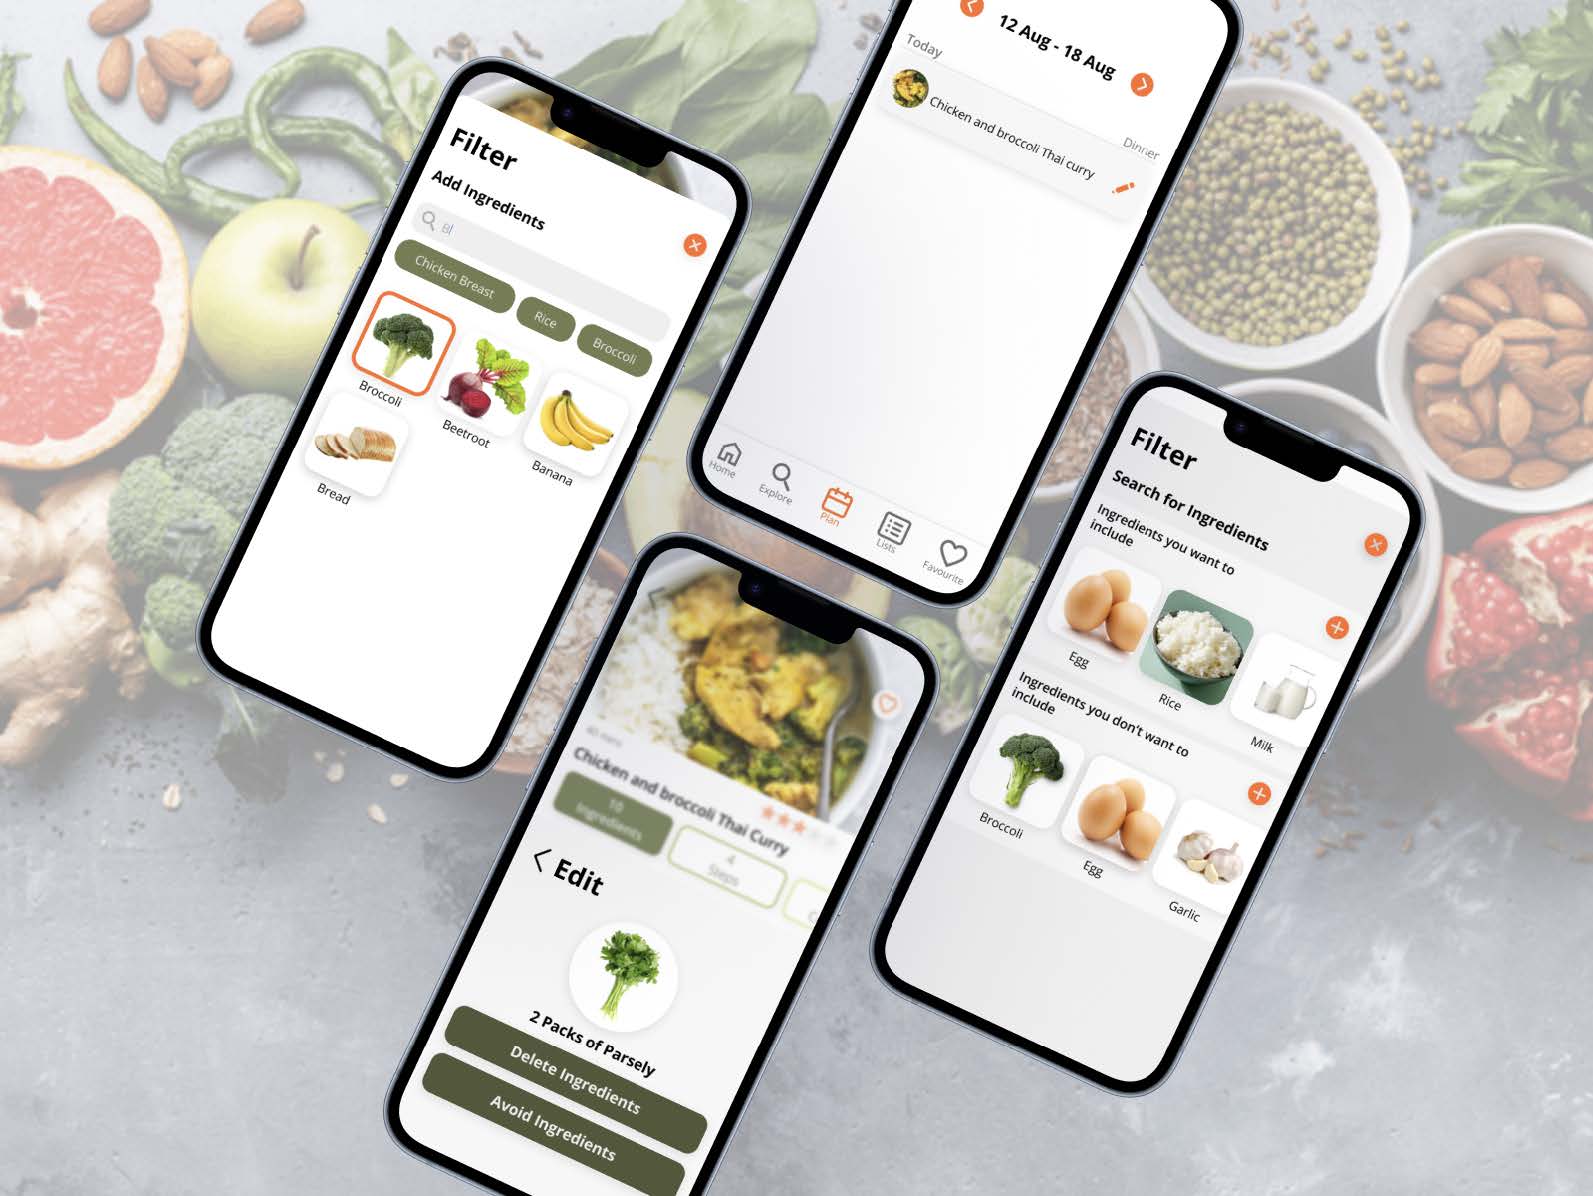 Filter
Add Ingredients
B|
Chicken Breast
Rice
Broccoli
Broccoli
Beetroot
Banana
Bread
12 Aug - 18 Aug
Today
Chicken and broccoli Thai curry
Dinner
Home
Explore
Plan
Lists
Favourite
40 mins
Chicken and broccoli Thai Curry
10
Ingredients
4
Steps
Edit
2 Packs of Parsely
Delete Ingredients
Avoid Ingredients
Filter
Search for Ingredients
Ingredients you want to
include
Egg
Rice
Milk
Ingredients you don't want to
include
Broccoli
Egg
Garlic